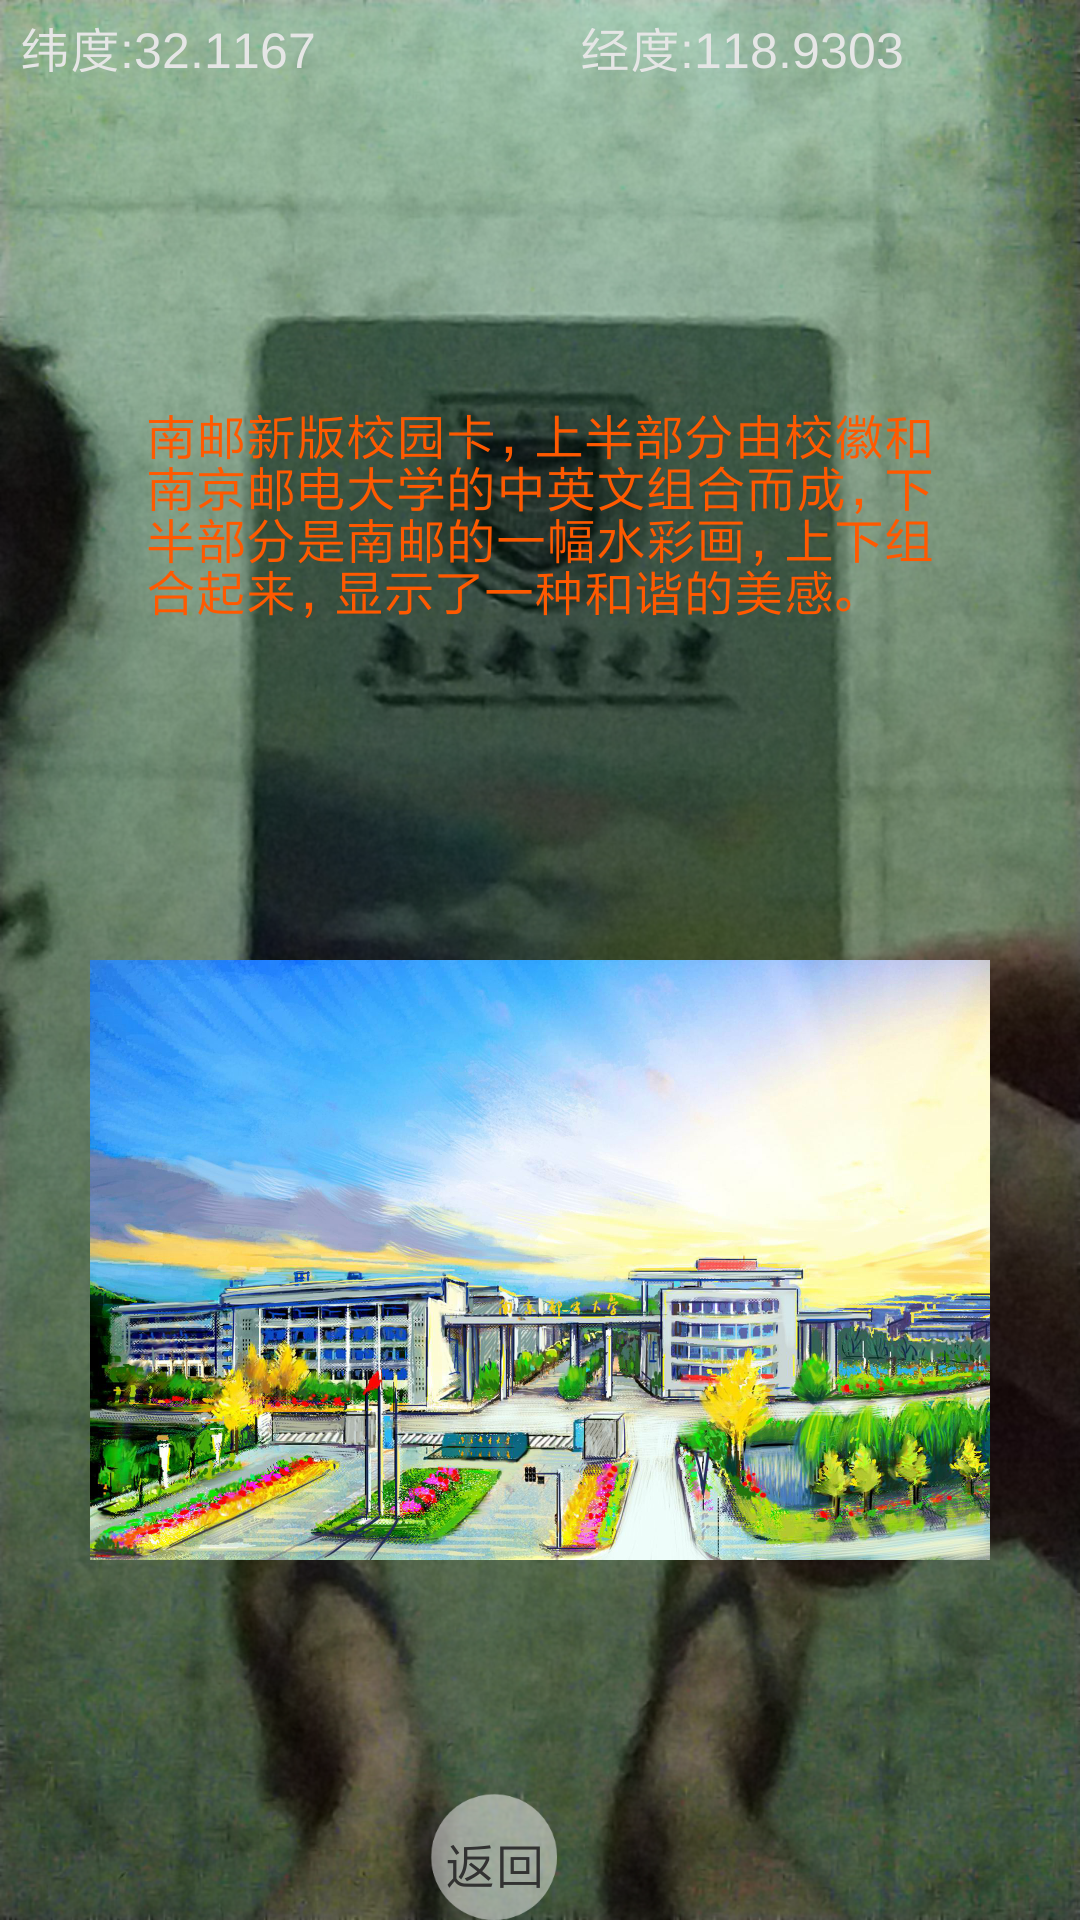 纬度:32.1167 经度:118.9303
南邮新版校园卡，上半部分由校徽和
南京邮电大学的中英文组合而成，下
半部分是南邮的一幅水彩画，上下组
合起来，显示了一种和谐的美感。
返回